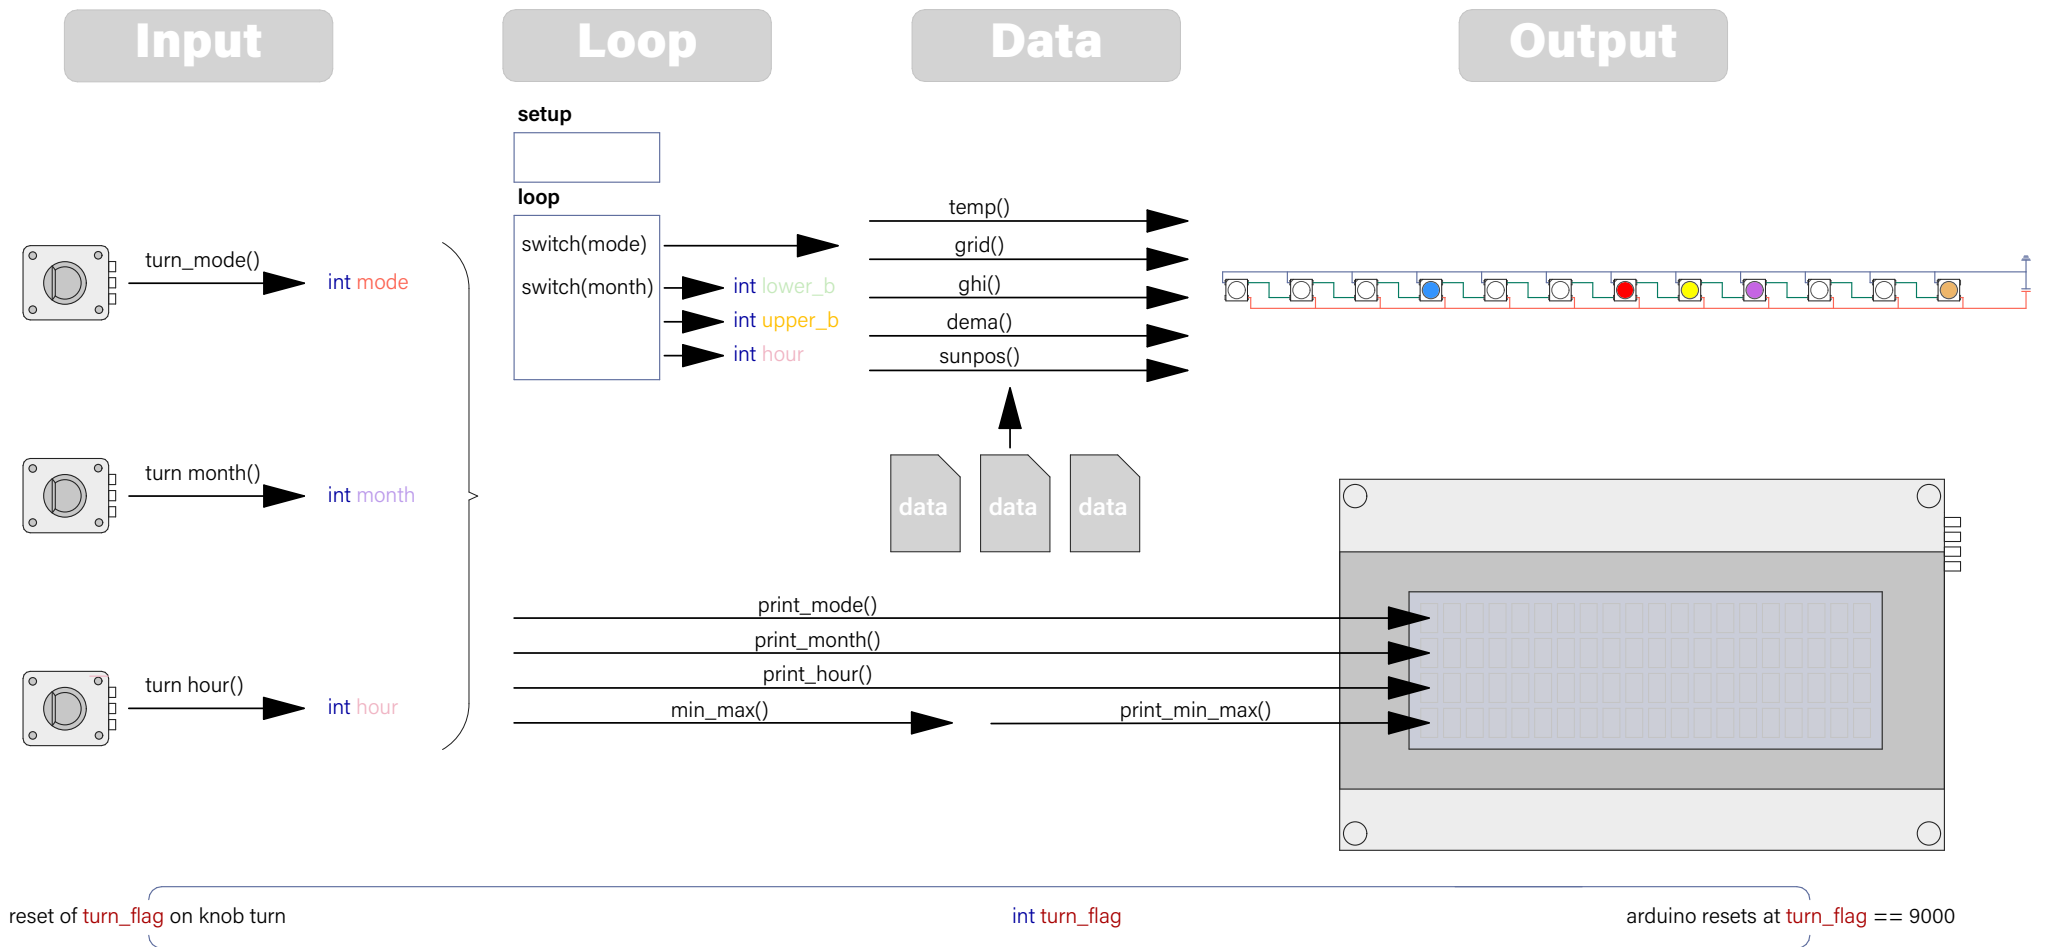 Input
Loop
Data
Output
setup
loop
switch(mode)
switch(month)
int lower_b
int upper_b
int hour
turn_mode()
int mode
turn month()
int month
turn hour()
int hour
temp()
grid()
ghi()
dema()
sunpos()
data
data
data
print_mode()
print_month()
print_hour()
min_max()
print_min_max()
reset of turn_flag on knob turn
int turn_flag
arduino resets at turn_flag == 9000